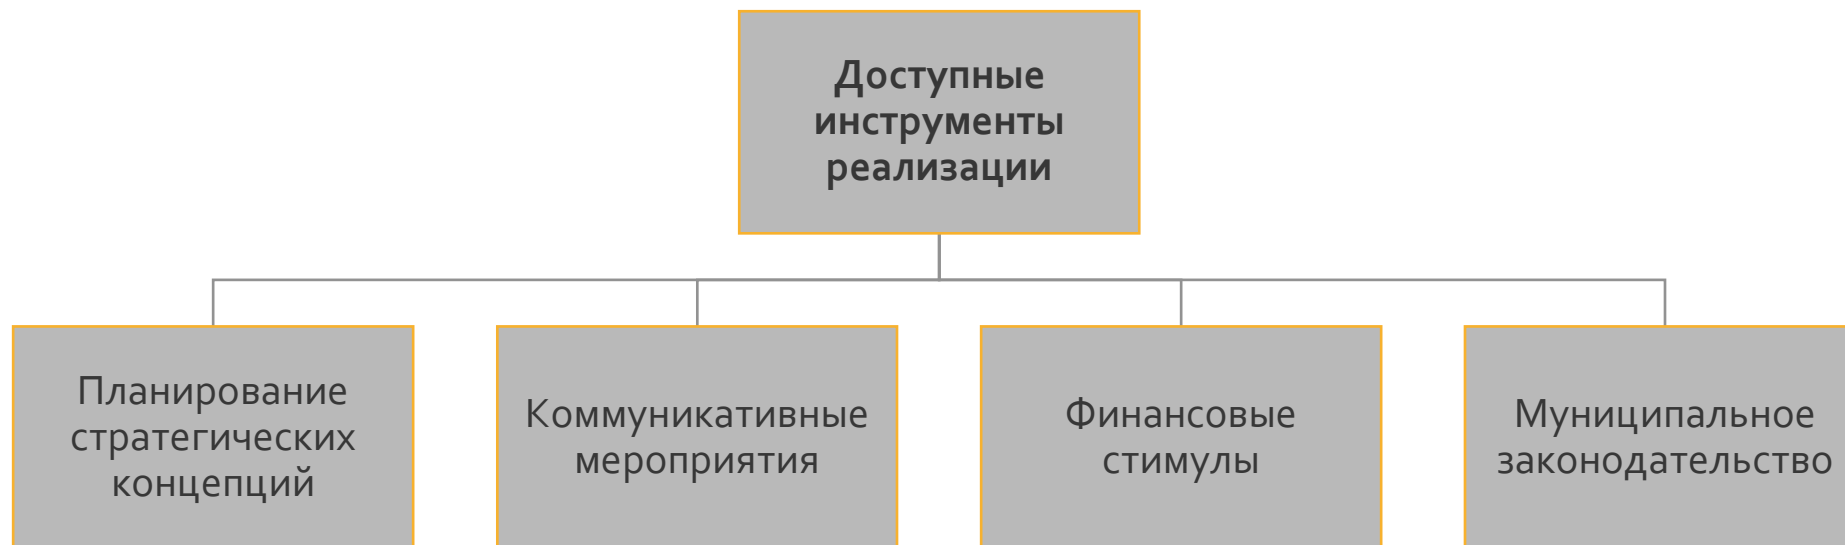 Доступные
инструменты
реализации
Планирование
стратегических
концепций
Коммуникативные
мероприятия
Финансовые
стимулы
Муниципальное
законодательство